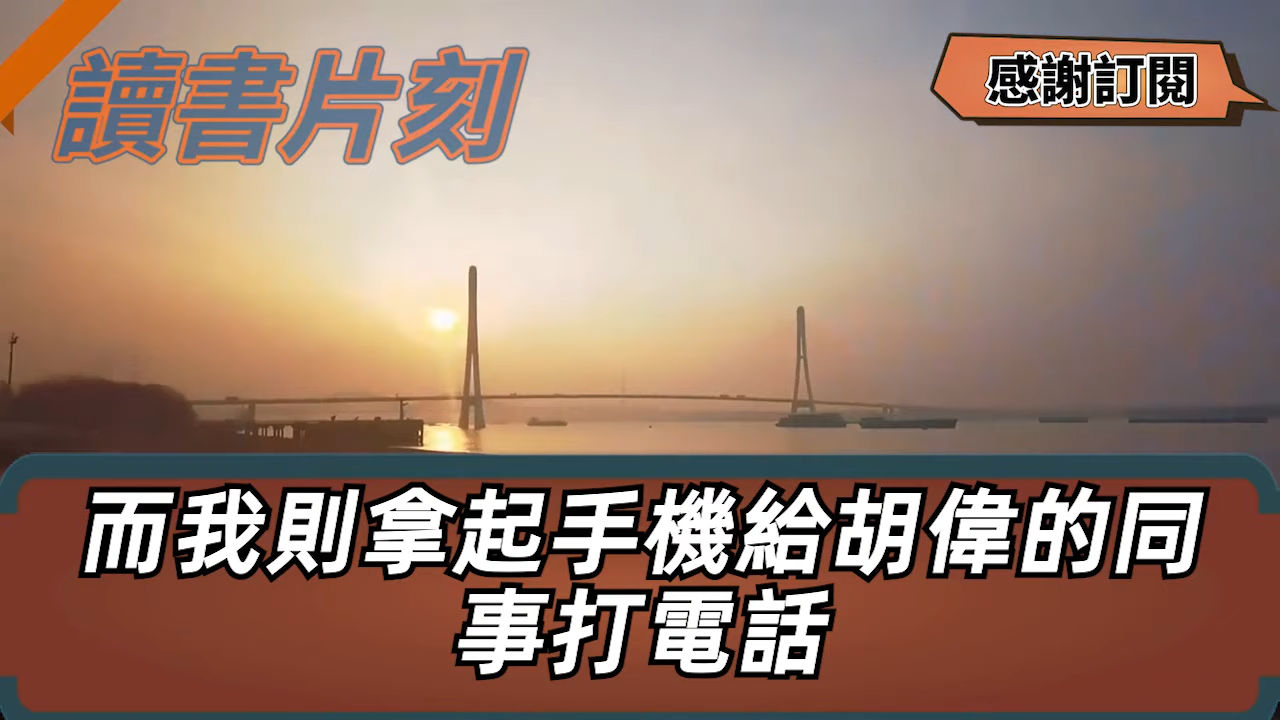 讀書片刻
感謝訂閱
而我則拿起手機給胡偉的同
事打電話